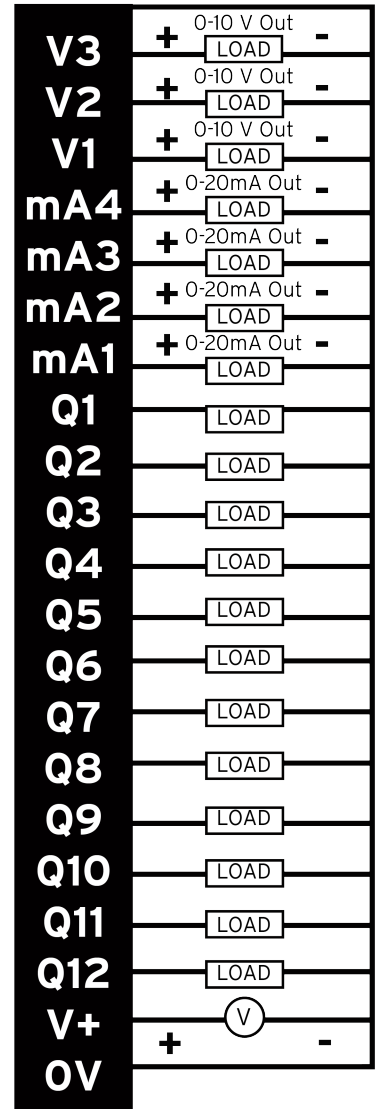 0-10 V Out
V3 + LOAD -
0-10 V Out
V2 + LOAD -
0-10 V Out
V1 + LOAD -
mA4 + 0-20mA Out -
LOAD
mA3 + 0-20mA Out -
LOAD
mA2 + 0-20mA Out -
LOAD
mA1 + 0-20mA Out -
LOAD
Q1 LOAD
Q2 LOAD
Q3 LOAD
Q4 LOAD
Q5 LOAD
Q6 LOAD
Q7 LOAD
Q8 LOAD
Q9 LOAD
Q10 LOAD
Q11 LOAD
Q12 LOAD
V+ V
+ -
0V